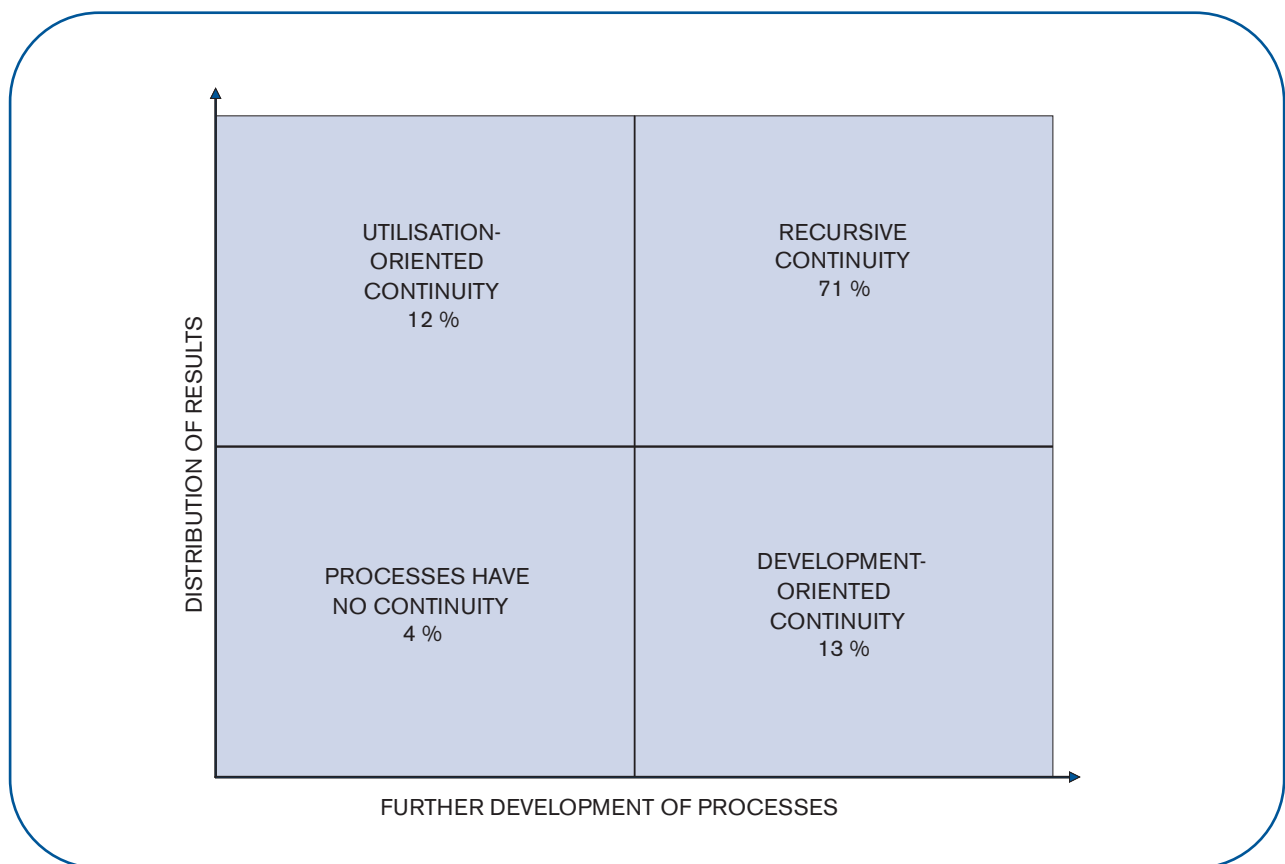 UTILISATION-
ORIENTED
CONTINUITY
12 %
RECURSIVE
CONTINUITY
71 %
DISTRIBUTION OF RESULTS
PROCESSES HAVE
NO CONTINUITY
4 %
DEVELOPMENT-
ORIENTED
CONTINUITY
13 %
FURTHER DEVELOPMENT OF PROCESSES